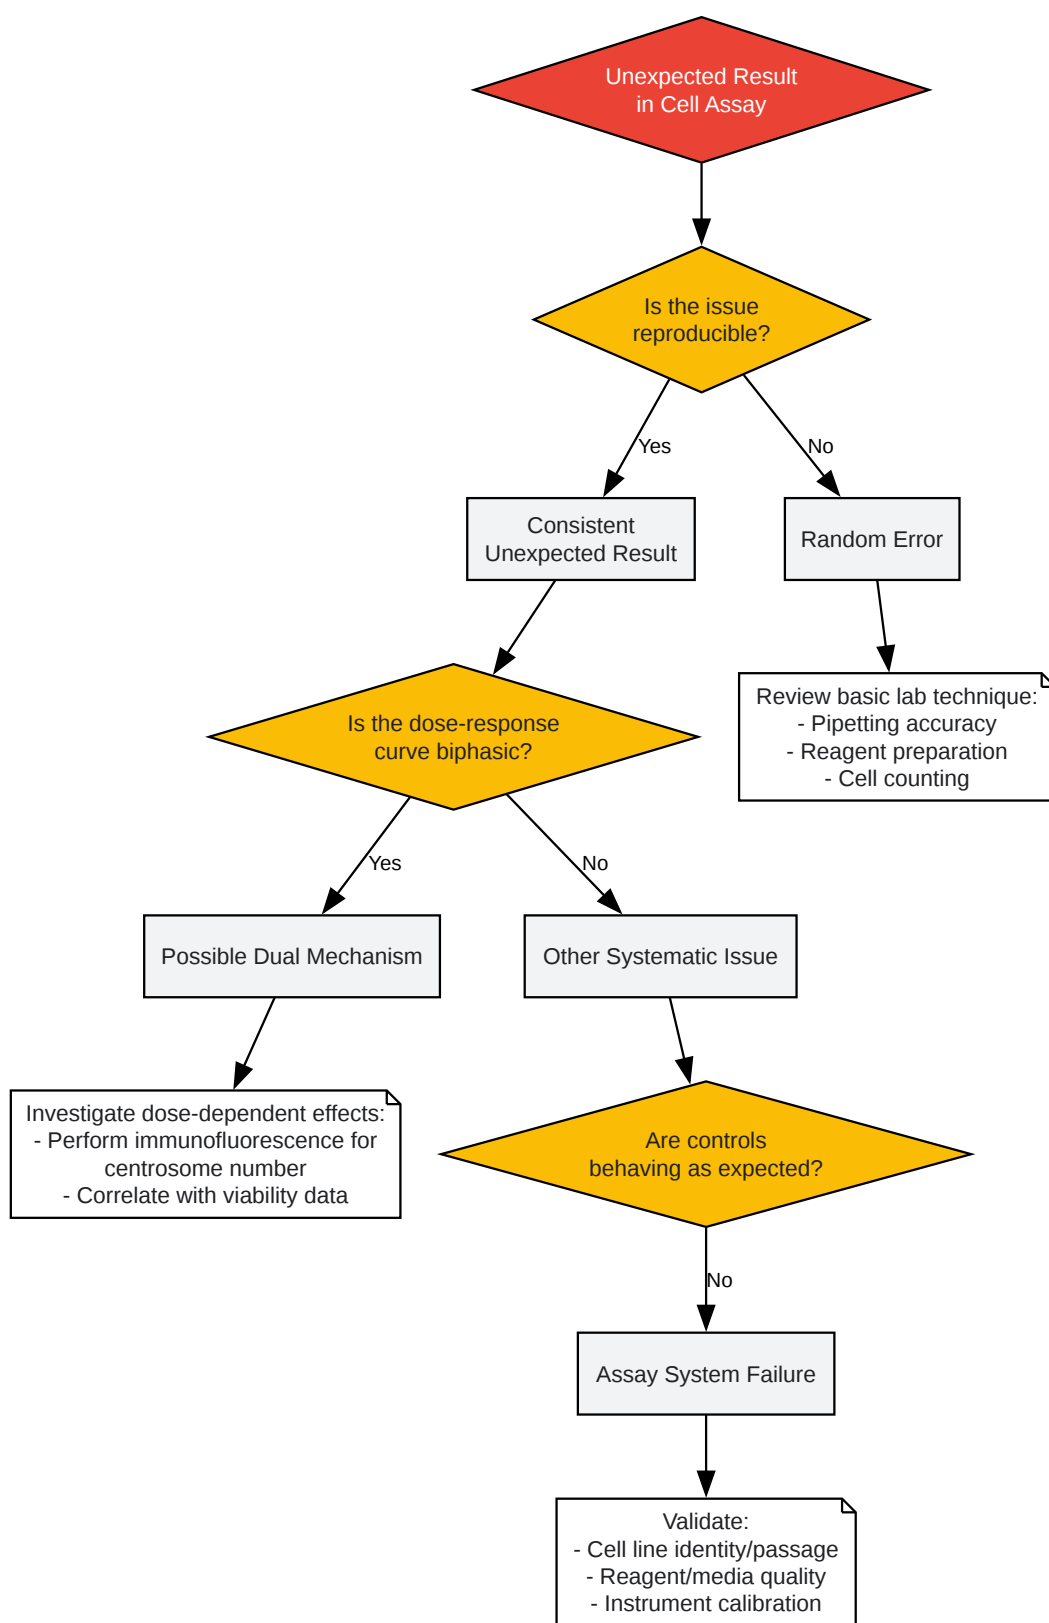 Unexpected Result
in Cell Assay
Is the issue
reproducible?
Yes
No
Consistent
Unexpected Result
Random Error
Review basic lab technique:
- Pipetting accuracy
- Reagent preparation
- Cell counting
Is the dose-response
curve biphasic?
Yes
No
Possible Dual Mechanism
Other Systematic Issue
Investigate dose-dependent effects:
- Perform immunofluorescence for
centrosome number
- Correlate with viability data
Are controls
behaving as expected?
No
Assay System Failure
Validate:
- Cell line identity/passage
- Reagent/media quality
- Instrument calibration